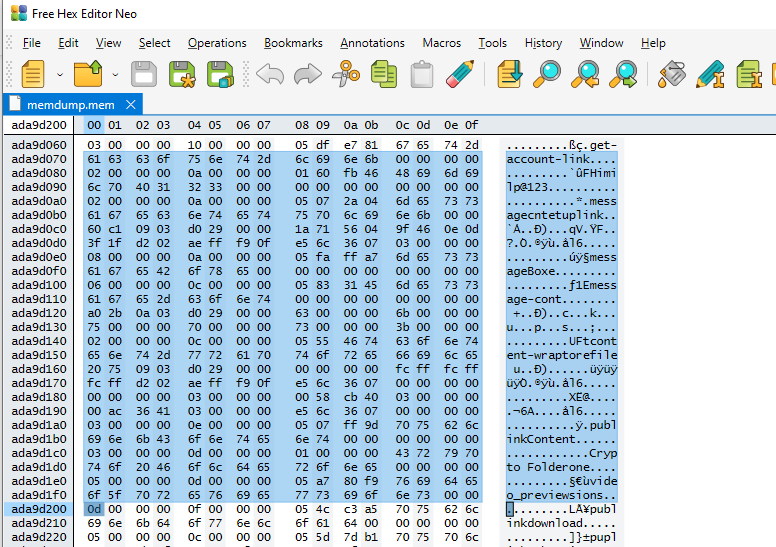 Free Hex Editor Neo
File Edit View Select Operations Bookmarks Annotations Macros Tools History Window Help
memdump.mem
ada9d200 00 01 02 03 04 05 06 07 08 09 0a 0b 0c 0d 0e 0f
ada9d060 03 00 00 00 10 00 00 00 05 df e7 81 67 65 74 2d .........ßç.get-
ada9d070 61 63 63 6f 75 6e 74 2d 6c 69 6e 6b 00 00 00 00 account-link....
ada9d080 02 00 00 00 0a 00 00 00 01 60 fb 46 48 69 6d 69 .........`ûFHimi
ada9d090 6c 70 40 31 32 33 00 00 00 00 00 00 00 00 00 00 lp@123..........
ada9d0a0 02 00 00 00 0a 00 00 00 05 07 2a 04 6d 65 73 73 ..........*.mess
ada9d0b0 61 67 65 63 6e 74 65 74 75 70 6c 69 6e 6b 00 00 agecntetuplink..
ada9d0c0 60 c1 09 03 d0 29 00 00 1a 71 56 04 9f 46 0e 0d `Á..Ð)...qV.ŸF..
ada9d0d0 3f 1f d2 02 ae ff f9 0f e5 6c 36 07 03 00 00 00 ?.Ò.®ÿù.ål6.....
ada9d0e0 08 00 00 00 0a 00 00 00 05 fa ff a7 6d 65 73 73 .........úÿ§mess
ada9d0f0 61 67 65 42 6f 78 65 00 00 00 00 00 00 00 00 00 ageBoxe.........
ada9d100 06 00 00 00 0c 00 00 00 05 83 31 45 6d 65 73 73 .........ƒ1Emess
ada9d110 61 67 65 2d 63 6f 6e 74 00 00 00 00 00 00 00 00 age-cont........
ada9d120 a0 2b 0a 03 d0 29 00 00 63 00 00 00 6b 00 00 00 +..Ð)..c...k...
ada9d130 75 00 00 00 70 00 00 00 73 00 00 00 3b 00 00 00 u...p...s...;...
ada9d140 02 00 00 00 00 00 00 00 05 55 46 74 63 6f 6e 74 .........UFtcont
ada9d150 65 6e 74 2d 77 72 61 70 74 6f 72 65 66 69 6c 65 ent-wraptorefile
ada9d160 20 75 09 03 d0 29 00 00 00 00 00 00 fc ff fc ff u..Ð)......üÿüÿ
ada9d170 fc ff d2 02 ae ff f9 0f e5 6c 36 07 00 00 00 00 üÿÒ.®ÿù.ål6.....
ada9d180 00 00 00 00 03 00 00 00 00 58 cb 40 03 00 00 00 .........XË@....
ada9d190 00 ac 36 41 03 00 00 00 e5 6c 36 07 00 00 00 00 .¬6A....ål6.....
ada9d1a0 03 00 00 00 0e 00 00 00 05 07 ff 9d 70 75 62 6c ..........ÿ.publ
ada9d1b0 69 6e 6b 43 6f 6e 74 65 6e 74 00 00 00 00 00 00 inkContent......
ada9d1c0 03 00 00 00 0d 00 00 00 01 00 00 00 43 72 79 70 ............Cryp
ada9d1d0 74 6f 20 46 6f 6c 64 65 72 6f 6e 65 00 00 00 00 to Folderone....
ada9d1e0 05 00 00 00 0d 00 00 00 05 a7 80 f9 76 69 64 65 .........§€ùvide
ada9d1f0 6f 5f 70 72 65 76 69 65 77 73 69 6f 6e 73 00 00 o_previewsions..
ada9d200 0d 00 00 00 0f 00 00 00 05 4c c3 a5 70 75 62 6c .........LÃ¥publ
ada9d210 69 6e 6b 64 6f 77 6e 6c 6f 61 64 00 00 00 00 00 inkdownload.....
ada9d220 05 00 00 00 0c 00 00 00 05 5d 7d b1 70 75 70 6c .........]}±pupl